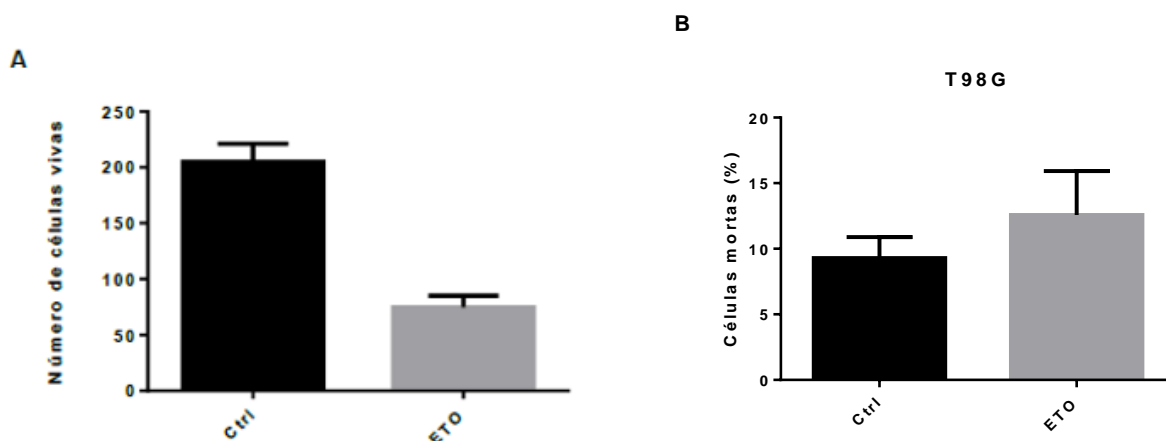 A
Número de células vivas
250
200
150
100
50
0
Ctrl
ETO
B
T98G
Células mortas (%)
20
15
10
5
0
Ctrl
ETO